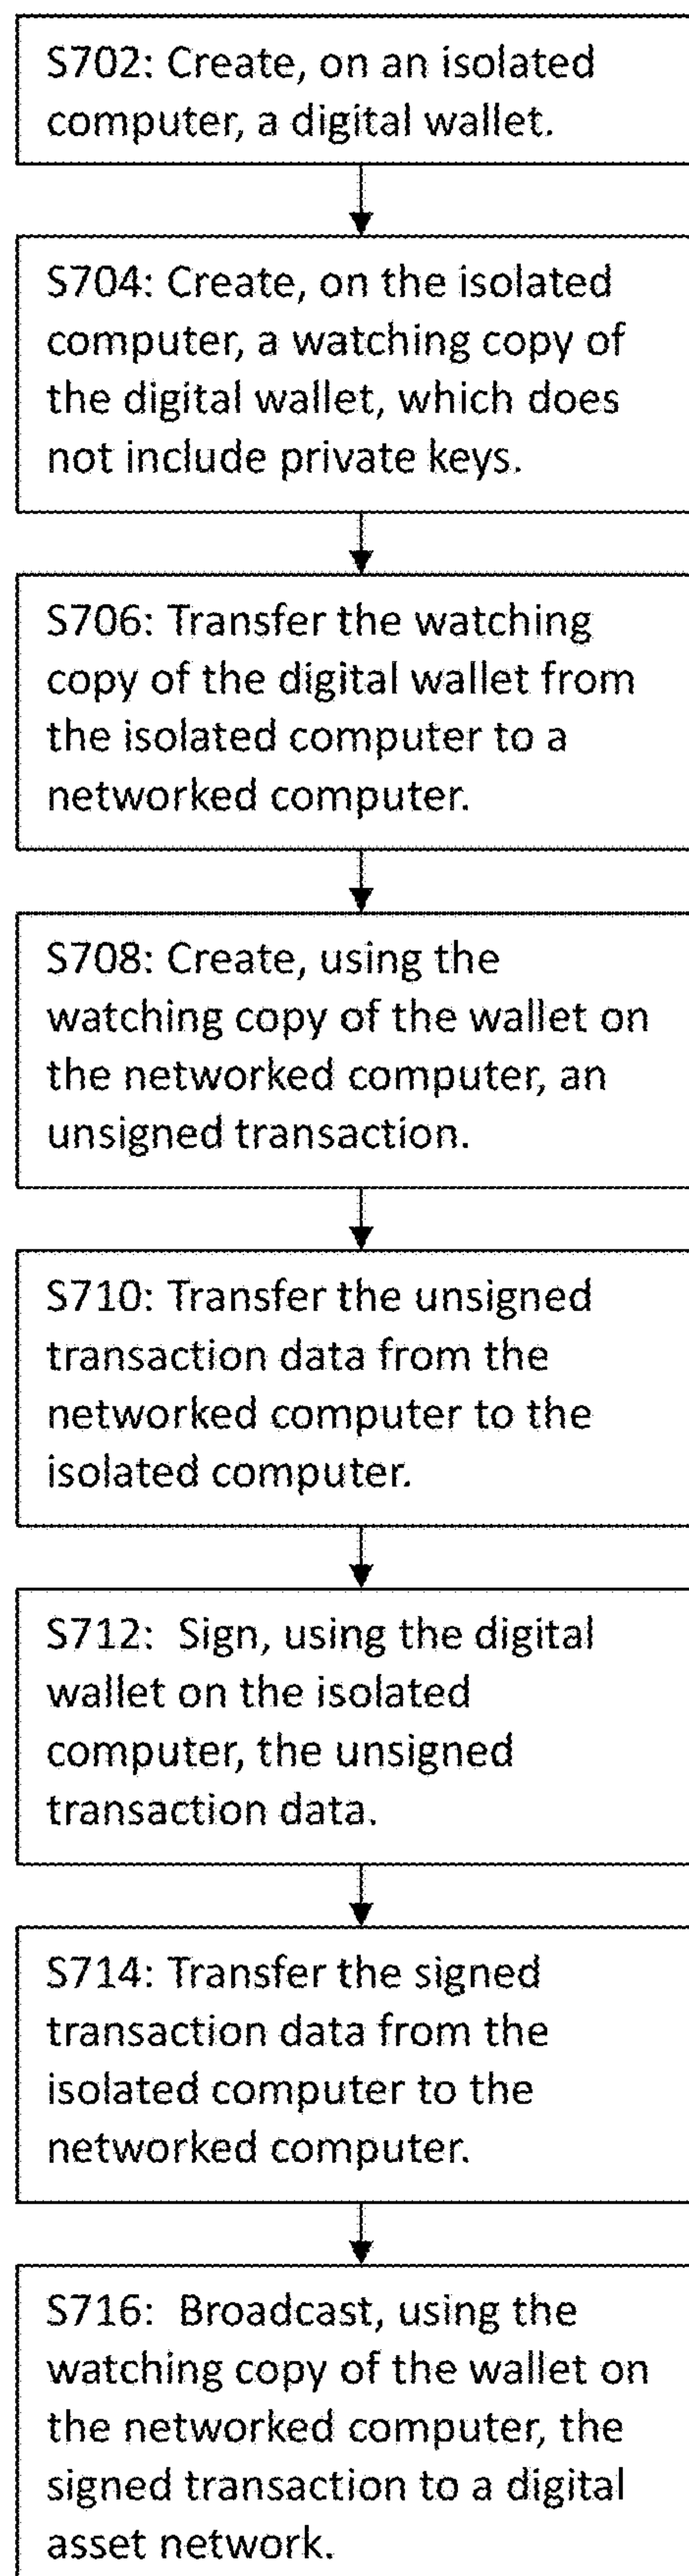 S702: Create, on an isolated
computer, a digital wallet.
S704: Create, on the isolated
computer, a watching copy of
the digital wallet, which does
not include private keys.
S706: Transfer the watching
copy of the digital wallet from
the isolated computer to a
networked computer.
S708: Create, using the
watching copy of the wallet on
the networked computer, an
unsigned transaction.
S710: Transfer the unsigned
transaction data from the
networked computer to the
isolated computer.
S712:  Sign, using the digital
wallet on the isolated
computer, the unsigned
transaction data.
S714: Transfer the signed
transaction data from the
isolated computer to the
networked computer.
S716:  Broadcast, using the
watching copy of the wallet on
the networked computer, the
signed transaction to a digital
asset network.